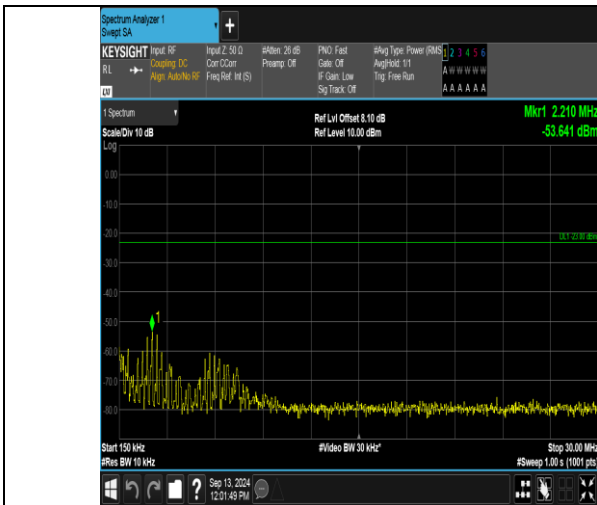 Spectrum Analyzer 1
Swept SA
+
KEYSIGHT Input: RF Input Z: 50 Ω #Atten: 26 dB PNO: Fast #Avg Type: Power (RMS 1 2 3 4 5 6
RL Coupling: DC Corr CCorr Preamp: Off Gate: Off Avg|Hold: 1/1 A W W W W W
Align: Auto/No RF Freq Ref: Int (S) IF Gain: Low Trig: Free Run
LXI Sig Track: Off A A A A A A
1 Spectrum Ref Lvl Offset 8.10 dB Mkr1 2.210 MHz
Scale/Div 10 dB Ref Level 10.00 dBm -53.641 dBm
Log
0.00
-10.0
-20.0
DL1 -23.00 dBm
-30.0
-40.0
-50.0
1
-60.0
-70.0
-80.0
Start 150 kHz #Video BW 30 kHz* Stop 30.00 MHz
#Res BW 10 kHz #Sweep 1.00 s (1001 pts)
? Sep 13, 2024
12:01:49 PM